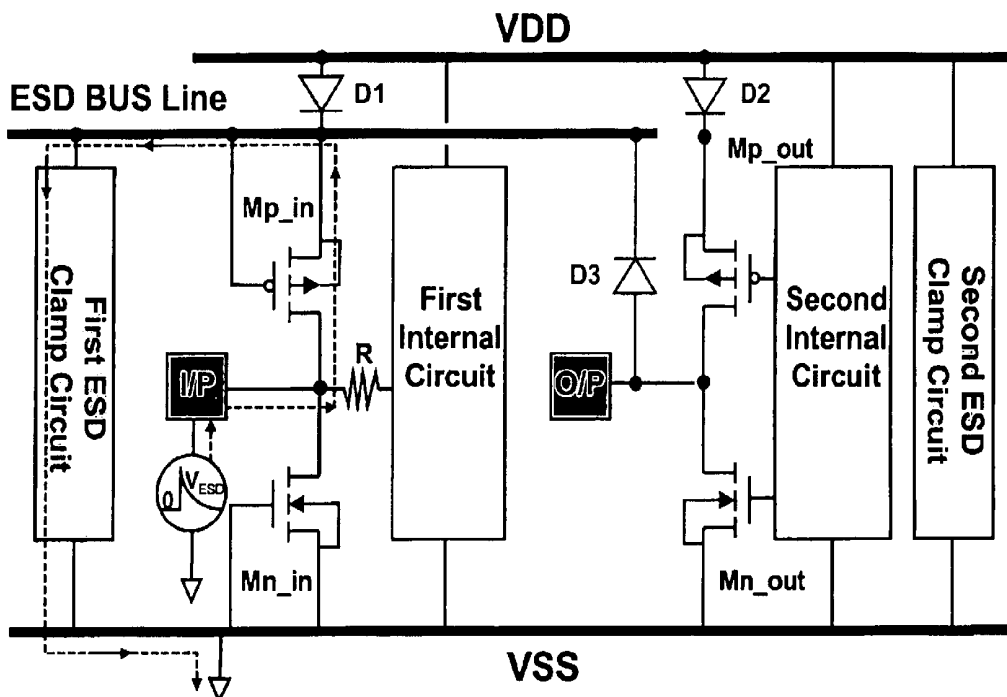 VDD
D1
D2
ESD BUS Line
Mp_out
Mp_in
D3
First ESD
Clamp Circuit
First
Internal
Circuit
Second
Internal
Circuit
Second ESD
Clamp Circuit
R
I/P
O/P
0
VESD
Mn_in
Mn_out
VSS